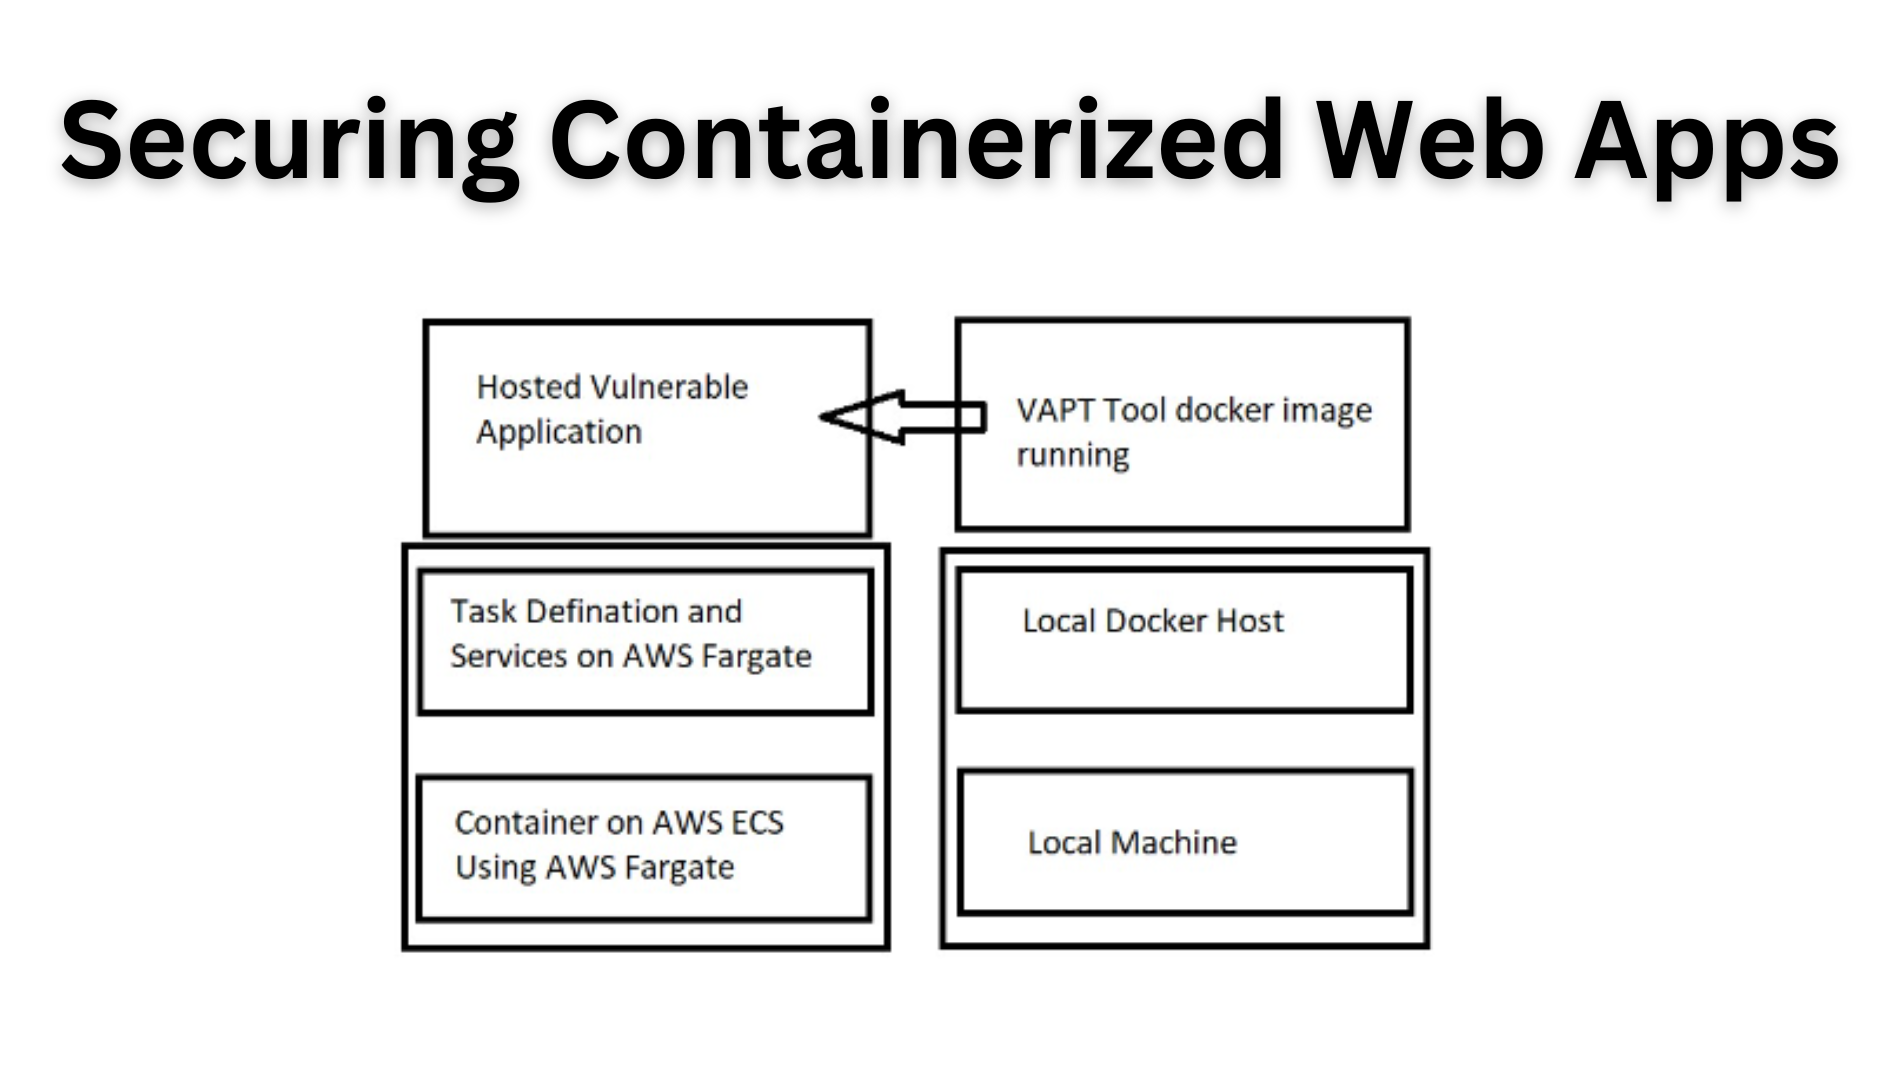 Securing Containerized Web Apps
Hosted Vulnerable
Application
VAPT Tool docker image
running
Task Defination and
Services on AWS Fargate
Local Docker Host
Container on AWS ECS
Using AWS Fargate
Local Machine